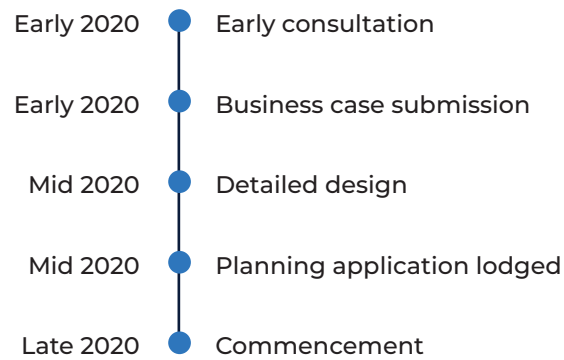 Early 2020 Early consultation
Early 2020 Business case submission
Mid 2020 Detailed design
Mid 2020 Planning application lodged
Late 2020 Commencement